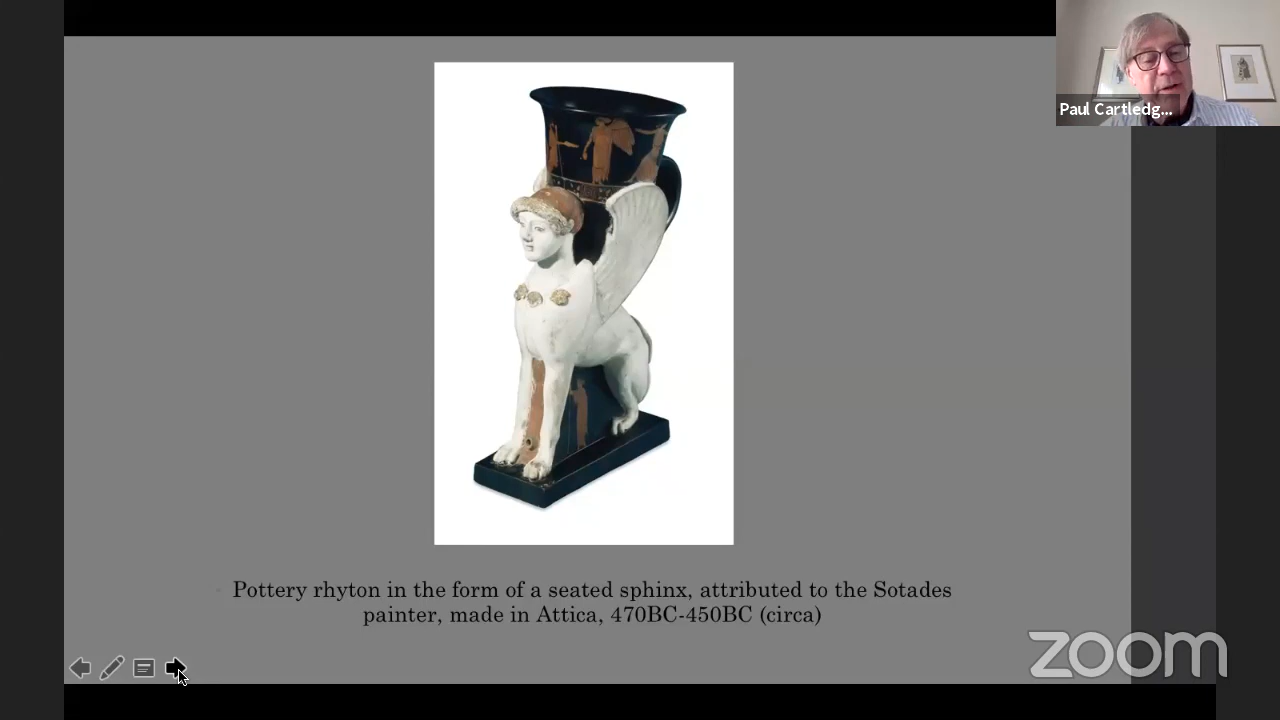 Paul Cartledg...
Pottery rhyton in the form of a seated sphinx, attributed to the Sotades
painter, made in Attica, 470BC-450BC (circa)
zoom